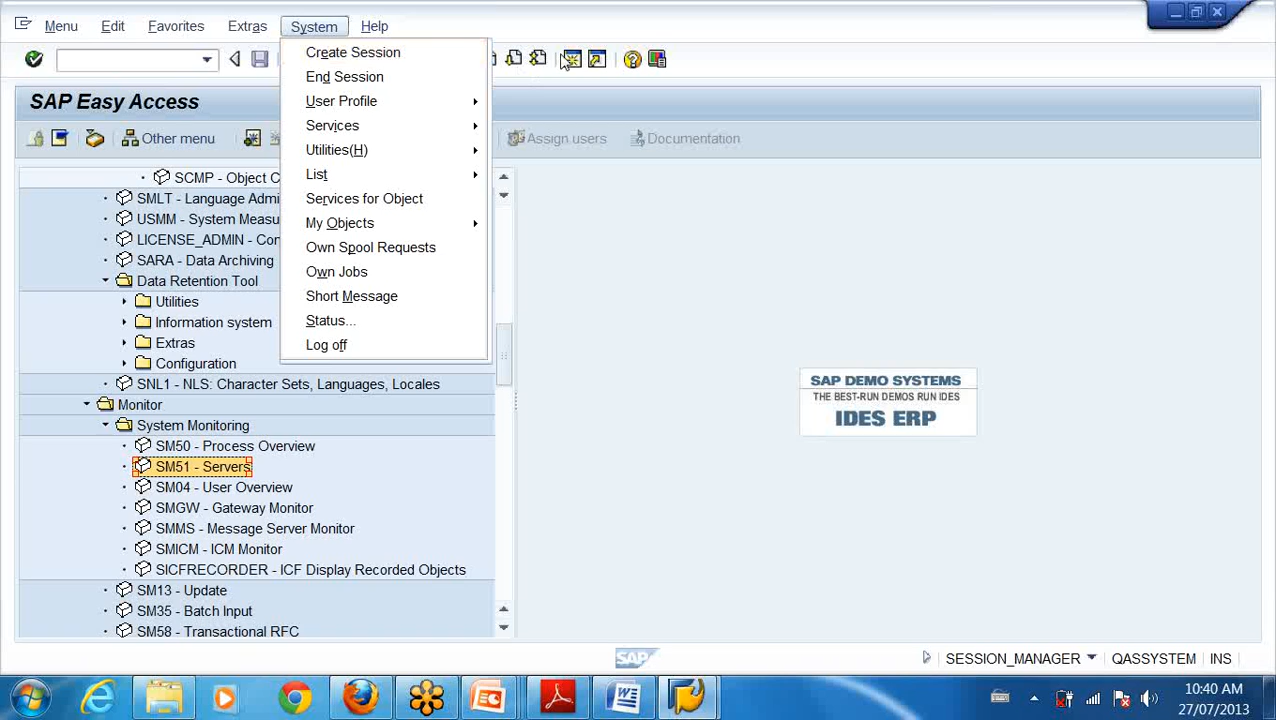 Menu Edit Favorites Extras System Help
SAP Easy Access
Other menu Assign users Documentation
Create Session
End Session
User Profile
Services
Utilities(H)
List
Services for Object
My Objects
Own Spool Requests
Own Jobs
Short Message
Status...
Log off
SCMP - Object C
SMLT - Language Admi
USMM - System Measu
LICENSE_ADMIN - Con
SARA - Data Archiving
Data Retention Tool
Utilities
Information system
Extras
Configuration
SNL1 - NLS: Character Sets, Languages, Locales
Monitor
System Monitoring
SM50 - Process Overview
SM51 - Servers
SM04 - User Overview
SMGW - Gateway Monitor
SMMS - Message Server Monitor
SMICM - ICM Monitor
SICFRECORDER - ICF Display Recorded Objects
SM13 - Update
SM35 - Batch Input
SM58 - Transactional RFC
SAP DEMO SYSTEMS
THE BEST-RUN DEMOS RUN IDES
IDES ERP
SAP SESSION_MANAGER QASSYSTEM INS
10:40 AM
27/07/2013